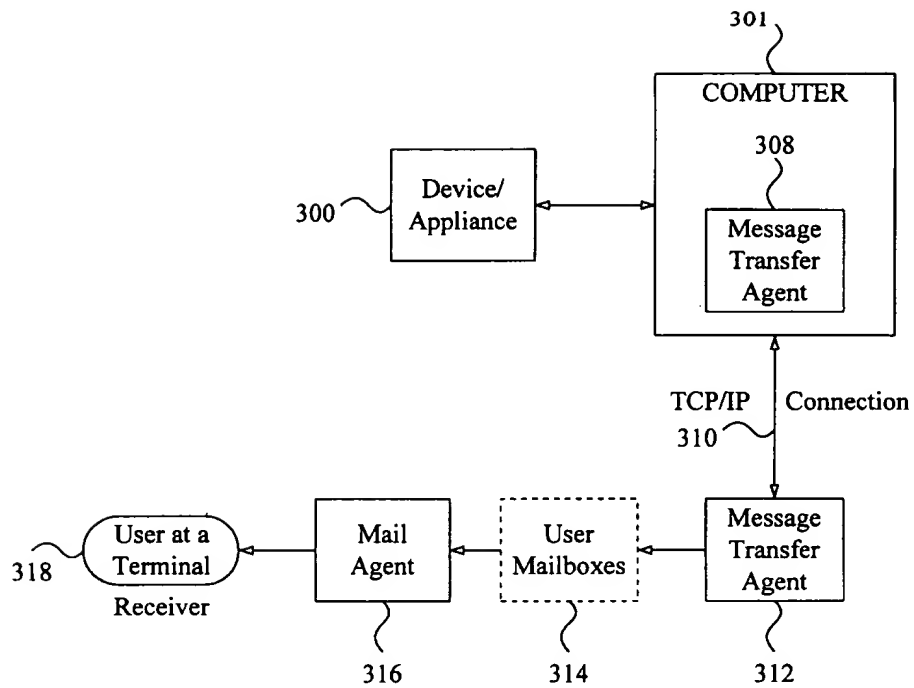 301
COMPUTER
308
Device/
Appliance
300
Message
Transfer
Agent
TCP/IP Connection
310
User at a
Terminal
318
Receiver
Mail
Agent
User
Mailboxes
Message
Transfer
Agent
316
314
312